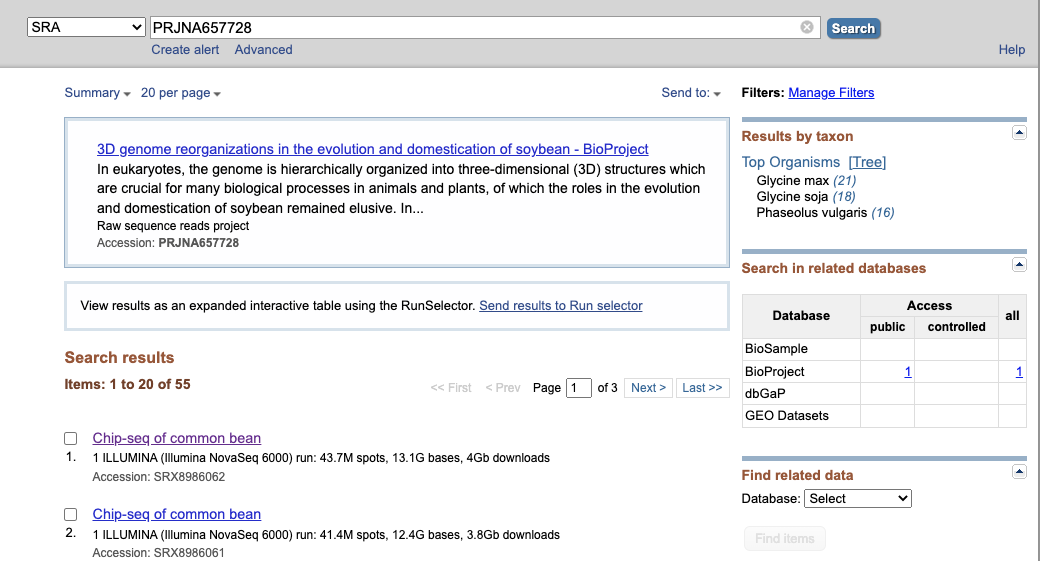 SRA PRJNA657728 Search
Create alert Advanced Help
Summary 20 per page Send to: Filters: Manage Filters
3D genome reorganizations in the evolution and domestication of soybean - BioProject
In eukaryotes, the genome is hierarchically organized into three-dimensional (3D) structures which
are crucial for many biological processes in animals and plants, of which the roles in the evolution
and domestication of soybean remained elusive. In...
Raw sequence reads project
Accession: PRJNA657728
View results as an expanded interactive table using the RunSelector. Send results to Run selector
Search results
Items: 1 to 20 of 55
<< First < Prev Page 1 of 3 Next > Last >>
Chip-seq of common bean
1. 1 ILLUMINA (Illumina NovaSeq 6000) run: 43.7M spots, 13.1G bases, 4Gb downloads
Accession: SRX8986062
Chip-seq of common bean
2. 1 ILLUMINA (Illumina NovaSeq 6000) run: 41.4M spots, 12.4G bases, 3.8Gb downloads
Accession: SRX8986061
Results by taxon
Top Organisms [Tree]
Glycine max (21)
Glycine soja (18)
Phaseolus vulgaris (16)
Search in related databases
Database Access all
public controlled
BioSample
BioProject 1 1
dbGaP
GEO Datasets
Find related data
Database: Select
Find items